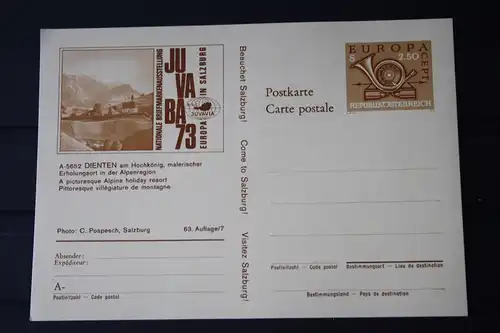 NATIONALE BRIEFMARKENAUSSTELLUNG
JU
VA
BA
73
JUVAVIA
EUROPA IN SALZBURG
A-5652 DIENTEN am Hochkönig, malerischer
Erholungsort in der Alpenregion
A picturesque Alpine holiday resort
Pittoresque villégiature de montagne
Photo: C. Pospesch, Salzburg 63. Auflage/7
Absender:
Expéditeur:
A-
Postleitzahl – Code postal
Besuchet Salzburg! Come to Salzburg! Visitez Salzburg!
Postkarte
Carte postale
EUROPA
CEPT
S 2.50
REPUBLIK ÖSTERREICH
Postleitzahl – Code postal Bestimmungsort – Lieu de destination
Bestimmungsland – Pays de destination